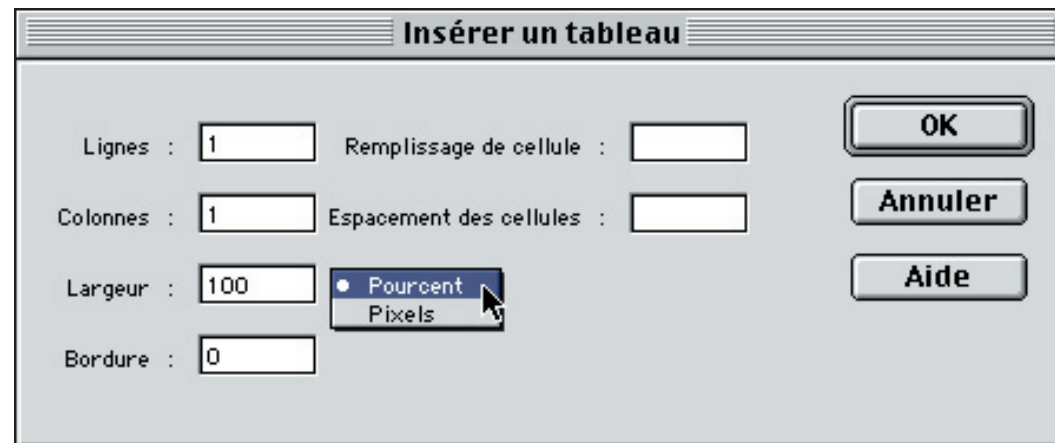 Insérer un tableau
Lignes : 1 Remplissage de cellule : OK
Colonnes : 1 Espacement des cellules : Annuler
Largeur : 100 Pourcent Aide
Pixels
Bordure : 0